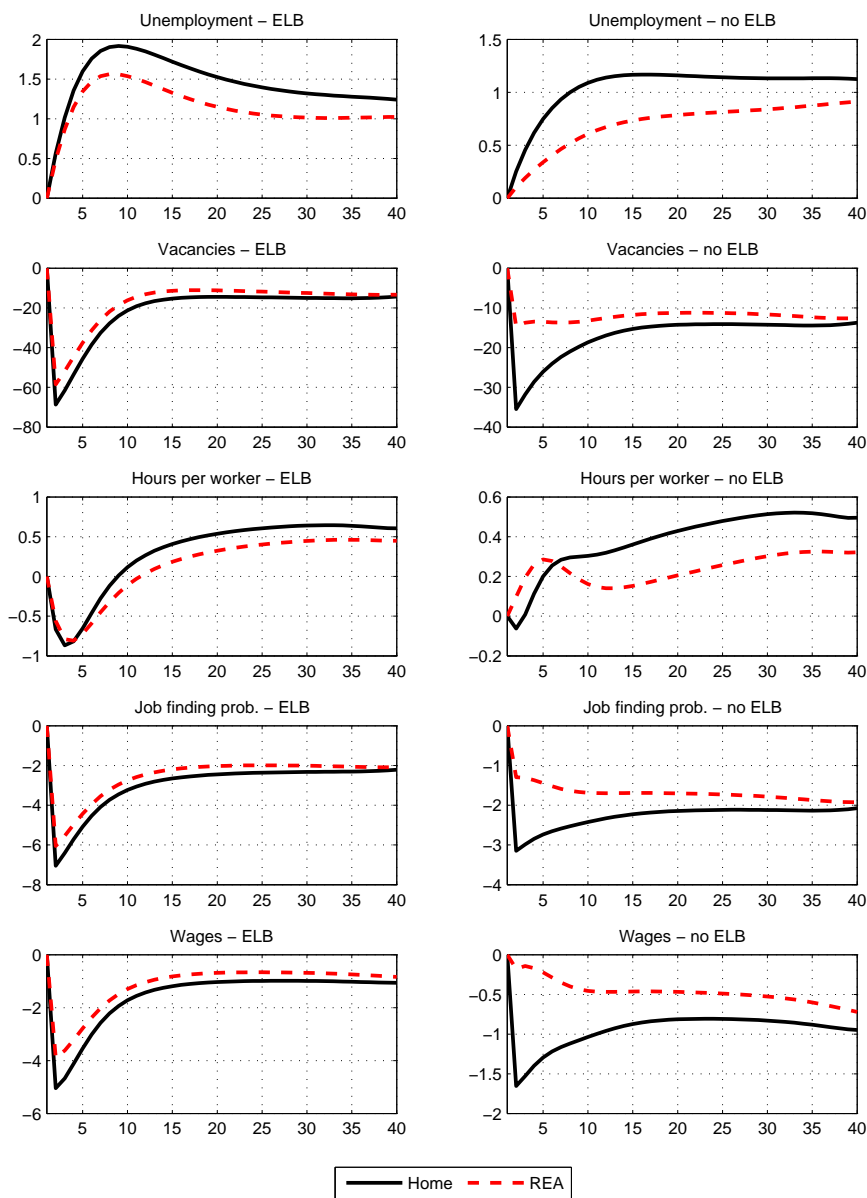 Unemployment – ELB
Unemployment – no ELB
2
1.5
1
0.5
0
5 10 15 20 25 30 35 40
1.5
1
0.5
0
5 10 15 20 25 30 35 40
Vacancies – ELB
Vacancies – no ELB
0
−20
−40
−60
−80
5 10 15 20 25 30 35 40
0
−10
−20
−30
−40
5 10 15 20 25 30 35 40
Hours per worker – ELB
Hours per worker – no ELB
1
0.5
0
−0.5
−1
5 10 15 20 25 30 35 40
0.6
0.4
0.2
0
−0.2
5 10 15 20 25 30 35 40
Job finding prob. – ELB
Job finding prob. – no ELB
0
−2
−4
−6
−8
5 10 15 20 25 30 35 40
0
−1
−2
−3
−4
5 10 15 20 25 30 35 40
Wages – ELB
Wages – no ELB
0
−2
−4
−6
5 10 15 20 25 30 35 40
0
−0.5
−1
−1.5
−2
5 10 15 20 25 30 35 40
Home REA